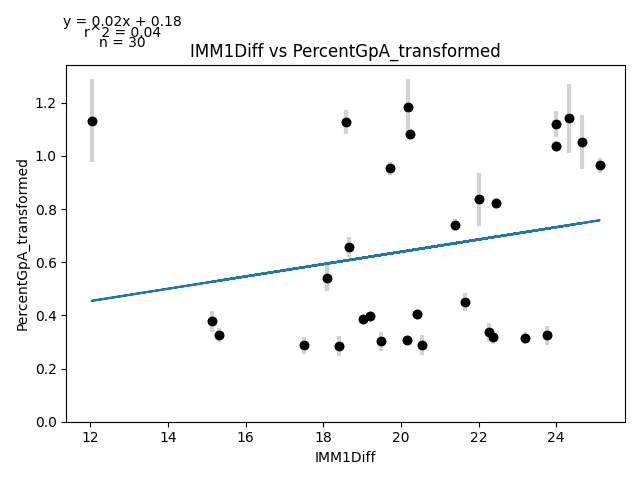 y = 0.02x + 0.18
r^2 = 0.04
n = 30
IMM1Diff vs PercentGpA_transformed
PercentGpA_transformed
1.2
1.0
0.8
0.6
0.4
0.2
0.0
12 14 16 18 20 22 24
IMM1Diff